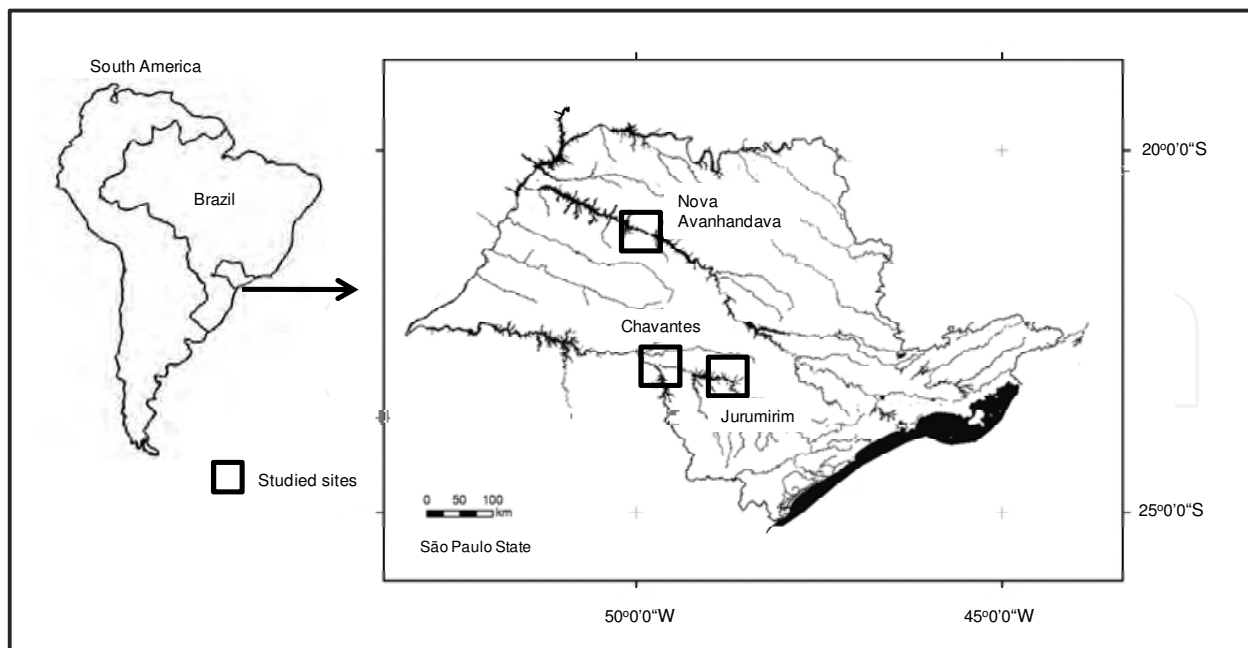 South America
Brazil
Studied sites
Nova
Avanhandava
Chavantes
Jurumirim
0 50 100
km
São Paulo State
20º0’0“S
25º0’0“S
50º0’0“W
45º0’0“W